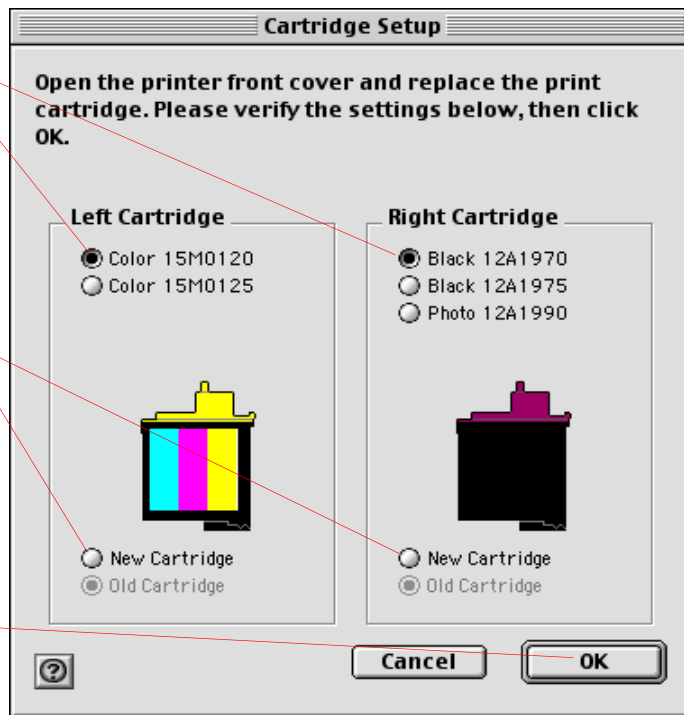 Cartridge Setup
Open the printer front cover and replace the print
cartridge. Please verify the settings below, then click
OK.
Left Cartridge
Color 15M0120
Color 15M0125
New Cartridge
Old Cartridge
Right Cartridge
Black 12A1970
Black 12A1975
Photo 12A1990
New Cartridge
Old Cartridge
?
Cancel
OK